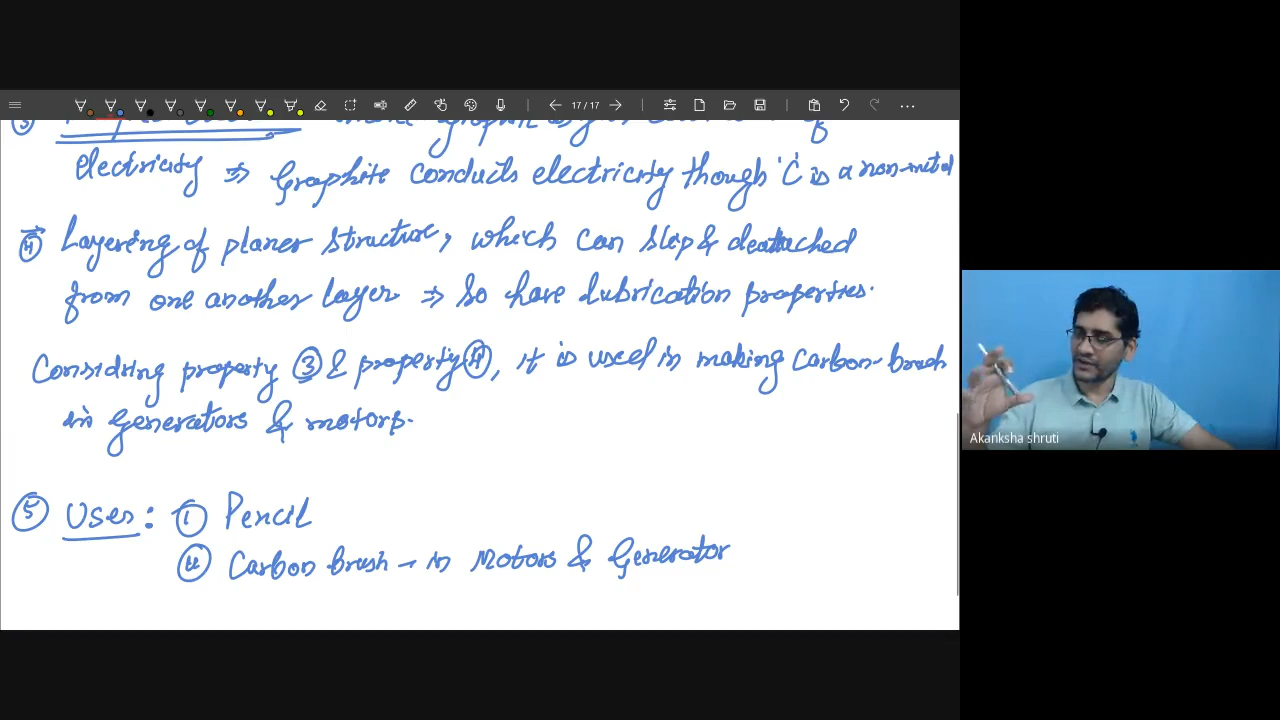 17 / 17
electricity ⇒ Graphite conducts electricity though 'C' is a non-metal
④ Layering of planer structure, which can slip & deattached
from one another layer ⇒ So have lubrication properties.
Considring property ③ & property ④, it is used in making Carbon-brush
in Generators & motors.
⑤ Uses: ① Pencil
② Carbon brush → in Motors & Generator
Akanksha shruti